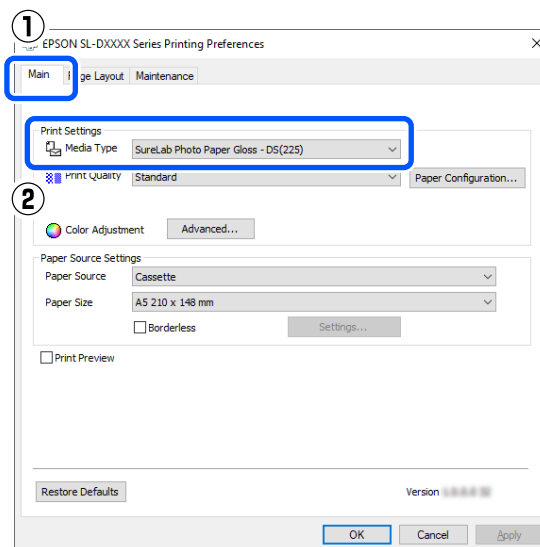 1
EPSON SL-DXXXX Series Printing Preferences
Main Page Layout Maintenance
Print Settings
Media Type SureLab Photo Paper Gloss - DS(225)
Print Quality Standard Paper Configuration...
2
Color Adjustment Advanced...
Paper Source Settings
Paper Source Cassette
Paper Size A5 210 x 148 mm
Borderless Settings...
Print Preview
Restore Defaults Version
OK Cancel Apply